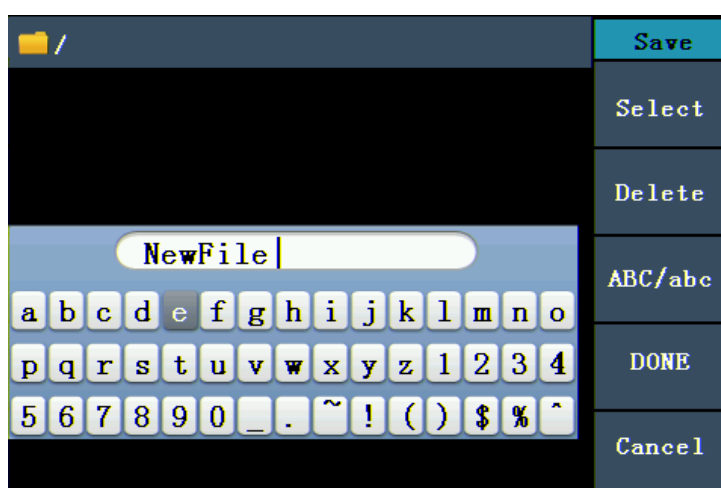 /
Save
Select
Delete
NewFile
ABC/abc
a b c d e f g h i j k l m n o
p q r s t u v w x y z 1 2 3 4
DONE
5 6 7 8 9 0 _ . ~ ! ( ) $ % ^
Cancel